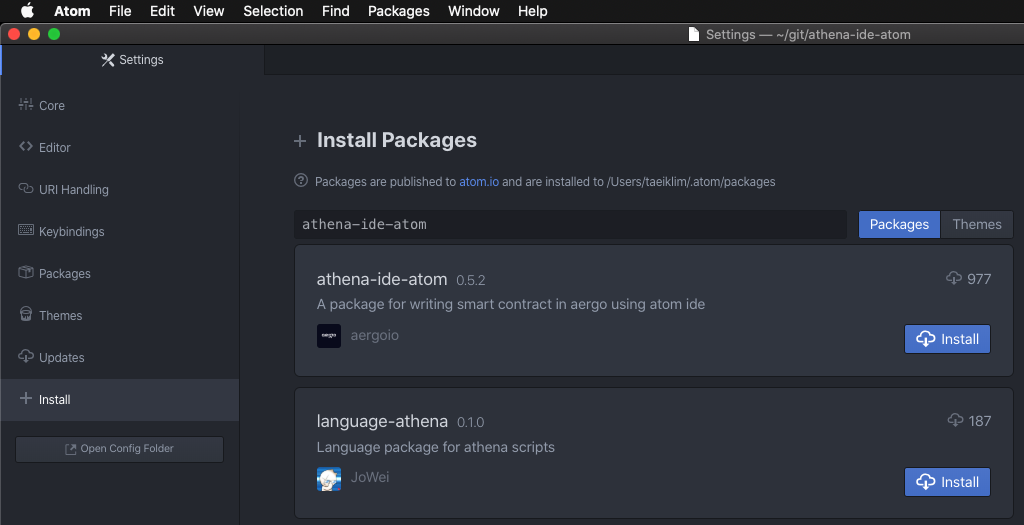 Atom File Edit View Selection Find Packages Window Help
Settings — ~/git/athena-ide-atom
Settings
Core
Editor
URI Handling
Keybindings
Packages
Themes
Updates
Install
Open Config Folder
Install Packages
Packages are published to atom.io and are installed to /Users/taeiklim/.atom/packages
athena-ide-atom
Packages Themes
athena-ide-atom 0.5.2 977
A package for writing smart contract in aergo using atom ide
aergo aergoio
Install
language-athena 0.1.0 187
Language package for athena scripts
JoWei
Install